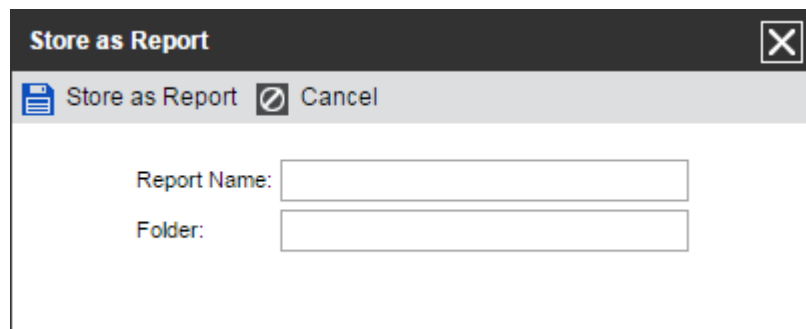 Store as Report
Store as Report Cancel
Report Name:
Folder: